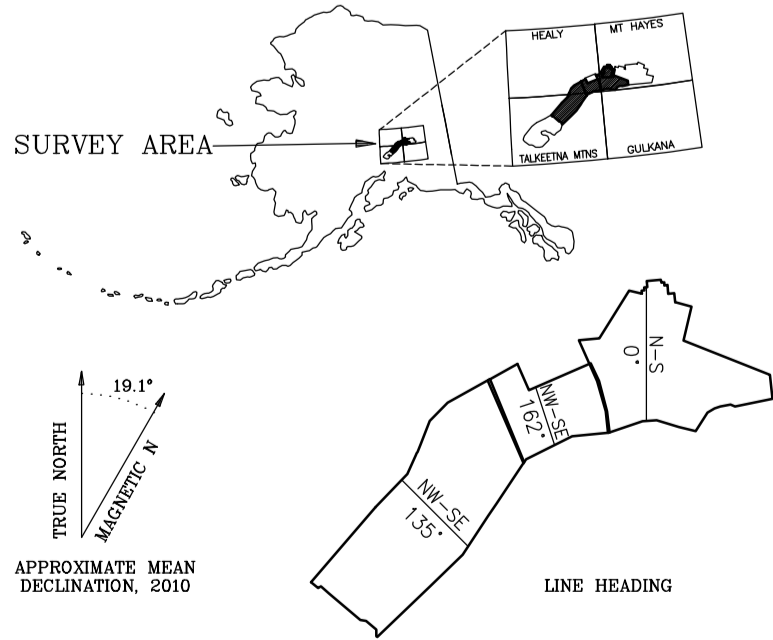 HEALY
MT HAYES
SURVEY AREA
TALKEETNA MTNS
GULKANA
N-S
0°
19.1°
NW-SE
162°
TRUE NORTH
MAGNETIC N
NW-SE
135°
APPROXIMATE MEAN
DECLINATION, 2010
LINE HEADING